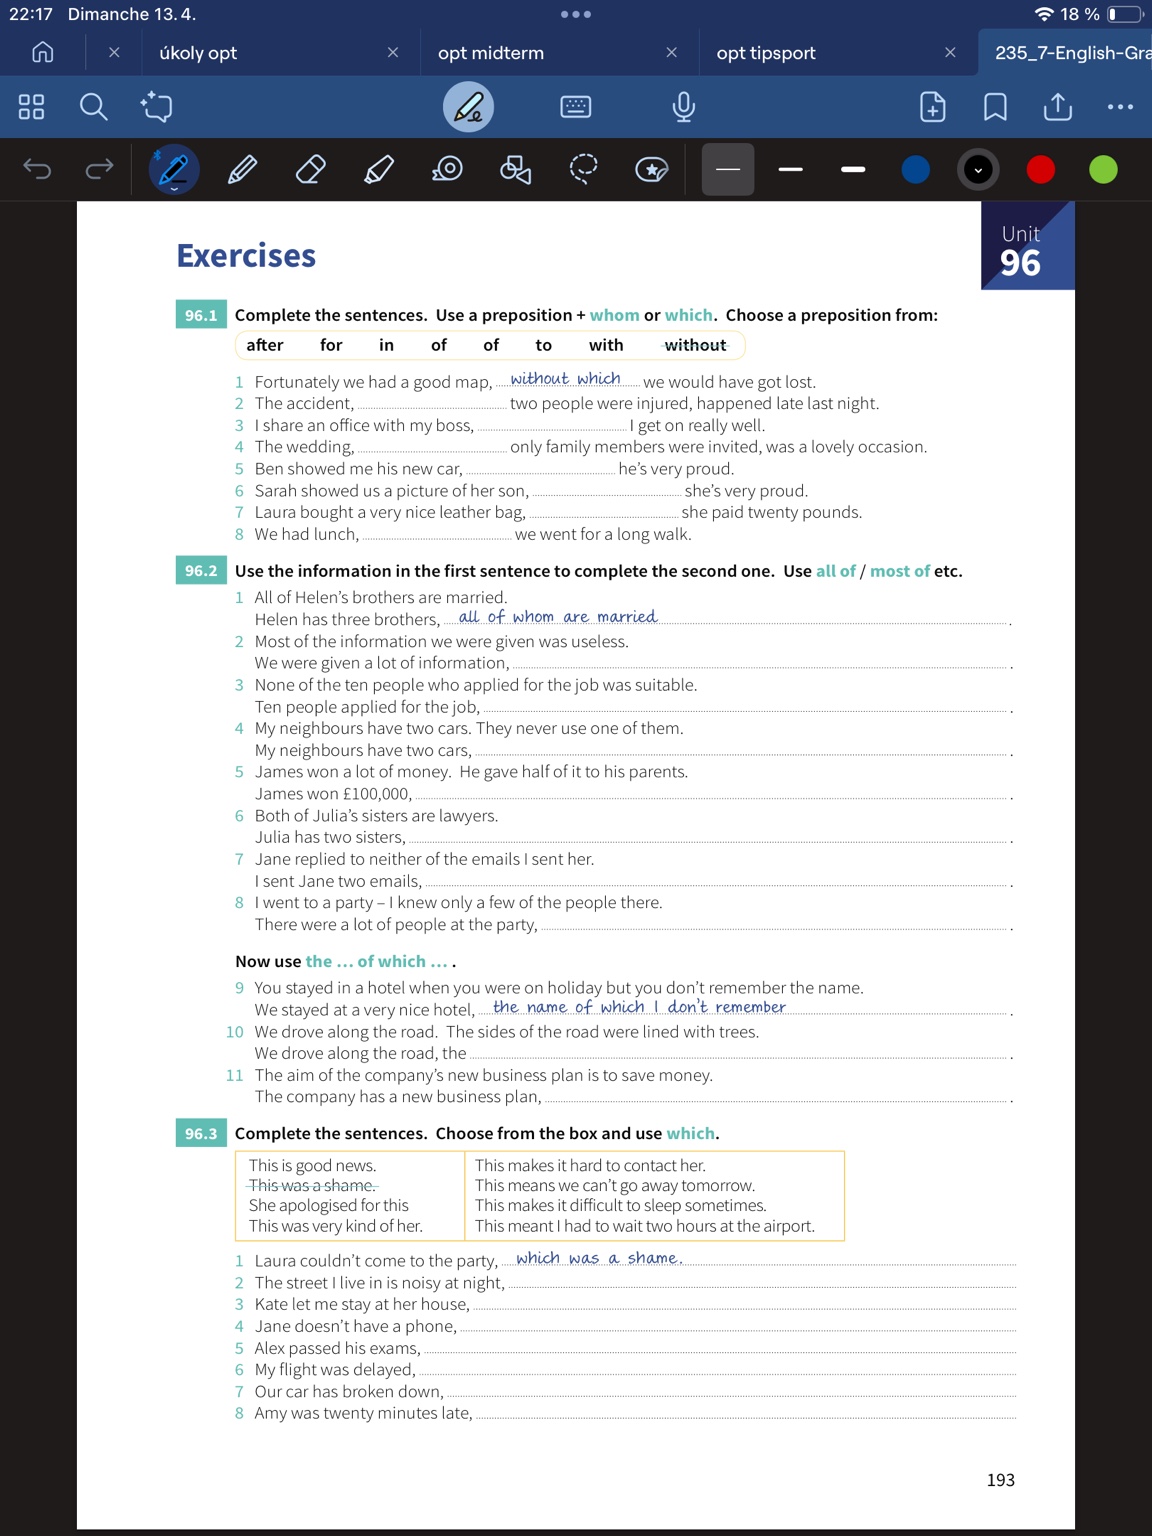 22:17 Dimanche 13. 4.
18 %
úkoly opt
opt midterm
opt tipsport
235_7-English-Gra
Unit
96
Exercises
96.1 Complete the sentences. Use a preposition + whom or which. Choose a preposition from:
after for in of of to with without
1 Fortunately we had a good map, without which we would have got lost.
2 The accident, two people were injured, happened late last night.
3 I share an office with my boss, I get on really well.
4 The wedding, only family members were invited, was a lovely occasion.
5 Ben showed me his new car, he's very proud.
6 Sarah showed us a picture of her son, she's very proud.
7 Laura bought a very nice leather bag, she paid twenty pounds.
8 We had lunch, we went for a long walk.
96.2 Use the information in the first sentence to complete the second one. Use all of / most of etc.
1 All of Helen's brothers are married.
Helen has three brothers, all of whom are married.
2 Most of the information we were given was useless.
We were given a lot of information, .
3 None of the ten people who applied for the job was suitable.
Ten people applied for the job, .
4 My neighbours have two cars. They never use one of them.
My neighbours have two cars, .
5 James won a lot of money. He gave half of it to his parents.
James won £100,000, .
6 Both of Julia's sisters are lawyers.
Julia has two sisters, .
7 Jane replied to neither of the emails I sent her.
I sent Jane two emails, .
8 I went to a party – I knew only a few of the people there.
There were a lot of people at the party, .
Now use the ... of which ... .
9 You stayed in a hotel when you were on holiday but you don't remember the name.
We stayed at a very nice hotel, the name of which I don't remember .
10 We drove along the road. The sides of the road were lined with trees.
We drove along the road, the .
11 The aim of the company's new business plan is to save money.
The company has a new business plan, .
96.3 Complete the sentences. Choose from the box and use which.
This is good news. This makes it hard to contact her.
This was a shame. This means we can't go away tomorrow.
She apologised for this This makes it difficult to sleep sometimes.
This was very kind of her. This meant I had to wait two hours at the airport.
1 Laura couldn't come to the party, which was a shame.
2 The street I live in is noisy at night,
3 Kate let me stay at her house,
4 Jane doesn't have a phone,
5 Alex passed his exams,
6 My flight was delayed,
7 Our car has broken down,
8 Amy was twenty minutes late,
193